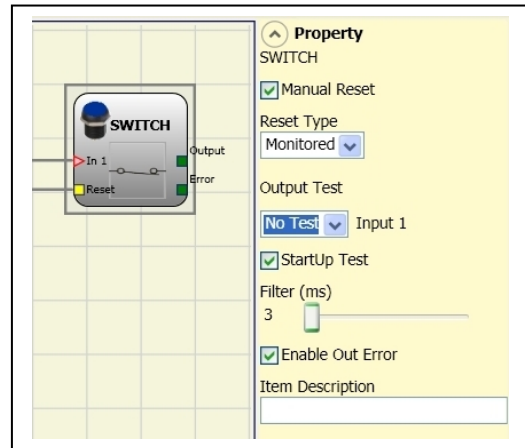 SWITCH
In 1
Reset
Output
Error
Property
SWITCH
Manual Reset
Reset Type
Monitored
Output Test
No Test Input 1
StartUp Test
Filter (ms)
3
Enable Out Error
Item Description